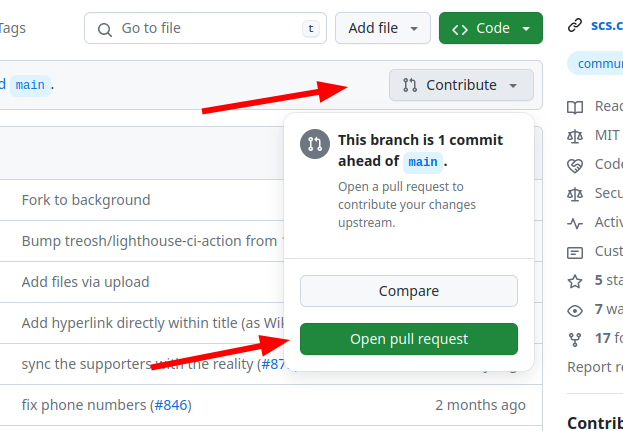 Tags
Go to file
t
Add file
Code
scs.c
d main.
Contribute
commu
This branch is 1 commit
ahead of main.
Open a pull request to
contribute your changes
upstream.
Compare
Open pull request
Fork to background
Bump treosh/lighthouse-ci-action from
Add files via upload
Add hyperlink directly within title (as Wik
sync the supporters with the reality (#87
fix phone numbers (#846)
2 months ago
Read
MIT
Code
Secu
Activ
Cust
5 sta
7 wa
17 fo
Report re
Contrib